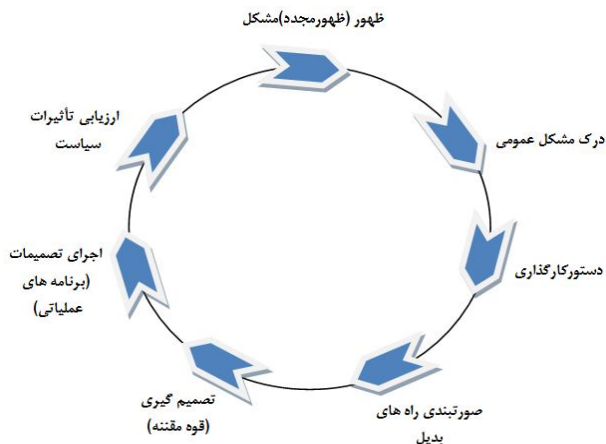 ظهور (ظهورمجدد)مشکل
درک مشکل عمومی
دستورکارگذاری
صورتبندی راه های
بدیل
تصمیم گیری
(قوه مقننه)
اجرای تصمیمات
(برنامه های
عملیاتی)
ارزیابی تأثیرات
سیاست